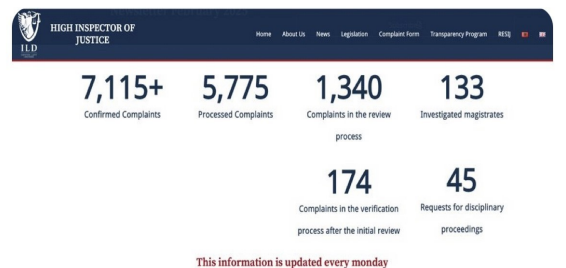 HIGH INSPECTOR OF
JUSTICE
ILD
Home About Us News Legislation Complaint Form Transparency Program RESIJ
7,115+ 5,775 1,340 133
Confirmed Complaints Processed Complaints Complaints in the review Investigated magistrates
process
174 45
Complaints in the verification Requests for disciplinary
process after the initial review proceedings
This information is updated every monday